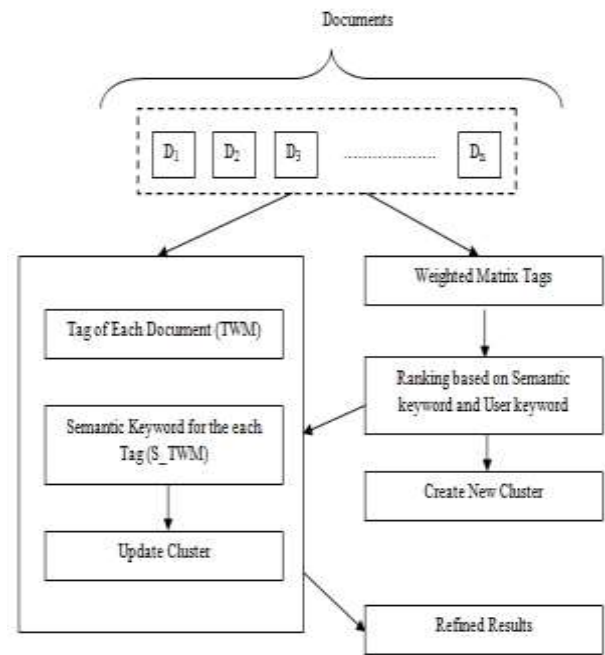 Documents
D1 D2 D3 ........................ Dn
Weighted Matrix Tags
Tag of Each Document (TWM)
Ranking based on Semantic
keyword and User keyword
Semantic Keyword for the each
Tag (S_TWM)
Create New Cluster
Update Cluster
Refined Results